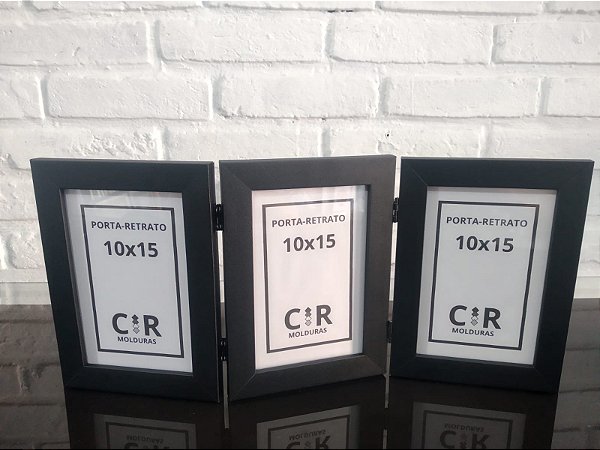 PORTA-RETRATO
10x15
C R
MOLDURAS
PORTA-RETRATO
10x15
C R
MOLDURAS
PORTA-RETRATO
10x15
C R
MOLDURAS